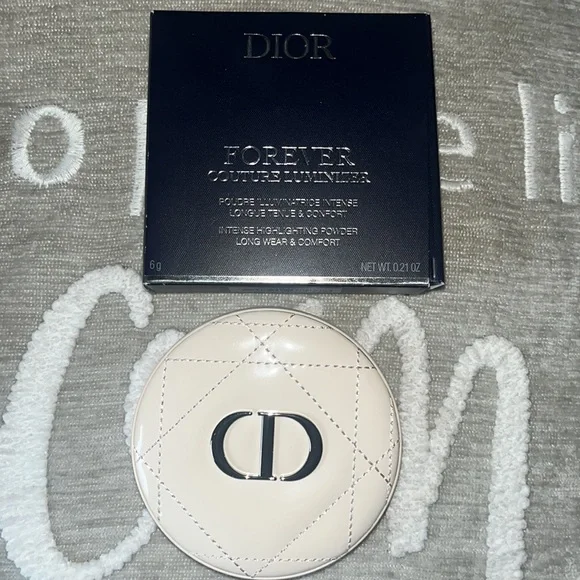 DIOR
FOREVER
COUTURE LUMINIZER
POUDRE ILLUMINATRICE INTENSE
LONGUE TENUE & CONFORT
INTENSE HIGHLIGHTING POWDER
LONG WEAR & COMFORT
6 g NET WT. 0.21 OZ
CD